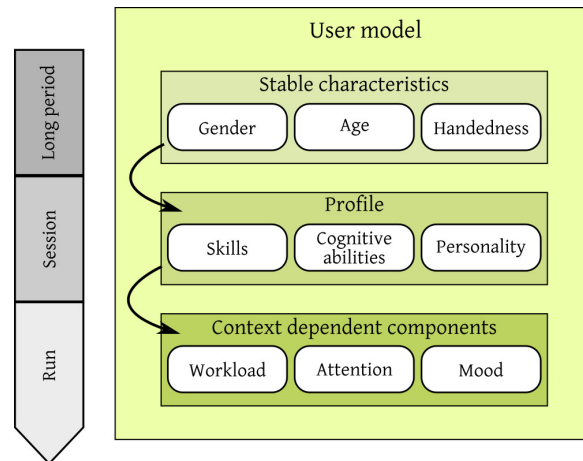 User model
Long period
Stable characteristics
Gender
Age
Handedness
Session
Profile
Skills
Cognitive
abilities
Personality
Run
Context dependent components
Workload
Attention
Mood